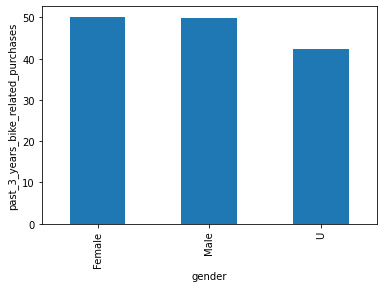 past_3_years_bike_related_purchases
50
40
30
20
10
0
Female
Male
U
gender